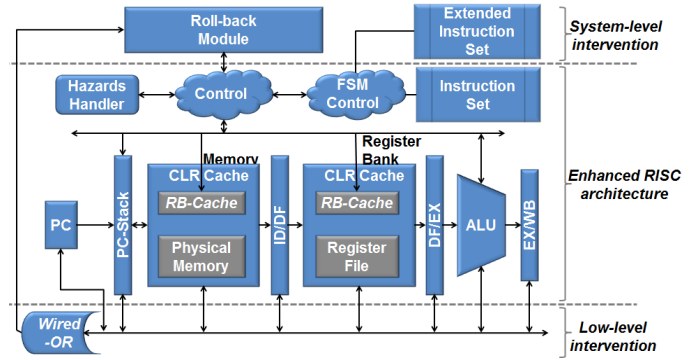 Roll-back
Module
Extended
Instruction
Set
System-level
intervention
Hazards
Handler
Control
FSM
Control
Instruction
Set
Memory
Register
Bank
CLR Cache
CLR Cache
RB-Cache
RB-Cache
PC
PC-Stack
Physical
Memory
ID/DF
Register
File
DF/EX
ALU
EX/WB
Enhanced RISC
architecture
Wired
-OR
Low-level
intervention